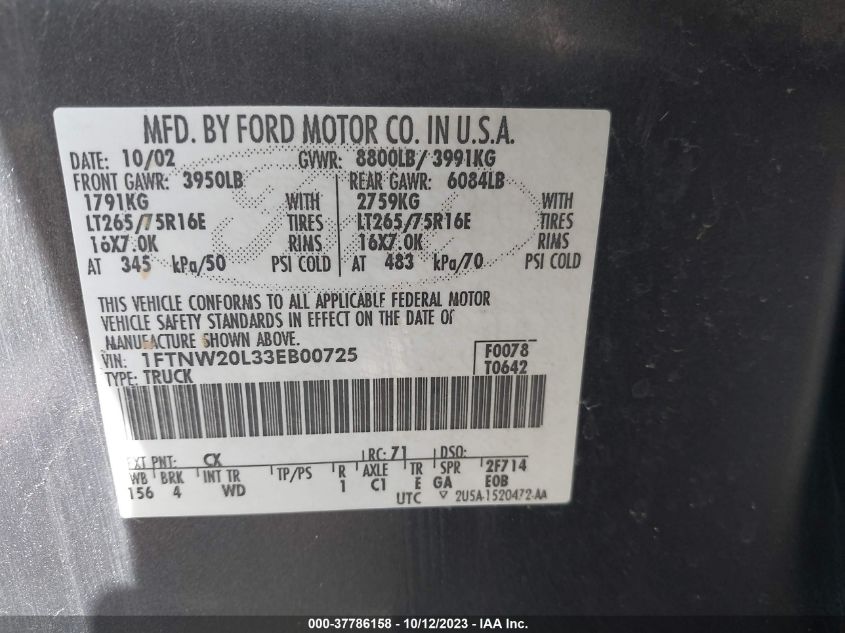 MFD. BY FORD MOTOR CO. IN U.S.A.
DATE: 10/02 GVWR: 8800LB/ 3991KG
FRONT GAWR: 3950LB REAR GAWR: 6084LB
1791KG WITH 2759KG WITH
LT265/75R16E TIRES LT265/75R16E TIRES
16X7.0K RIMS 16X7.0K RIMS
AT 345 kPa/50 PSI COLD AT 483 kPa/70 PSI COLD
THIS VEHICLE CONFORMS TO ALL APPLICABLE FEDERAL MOTOR
VEHICLE SAFETY STANDARDS IN EFFECT ON THE DATE OF
MANUFACTURE SHOWN ABOVE.
VIN: 1FTNW20L33EB00725 F0078
TYPE: TRUCK T0642
EXT PNT: CX RC: 71 DSO:
WB BRK INT TR TP/PS R AXLE TR SPR 2F714
156 4 WD 1 C1 E GA E0B
UTC ▽ 2U5A-1520472-AA
000-37786158 - 10/12/2023 - IAA Inc.